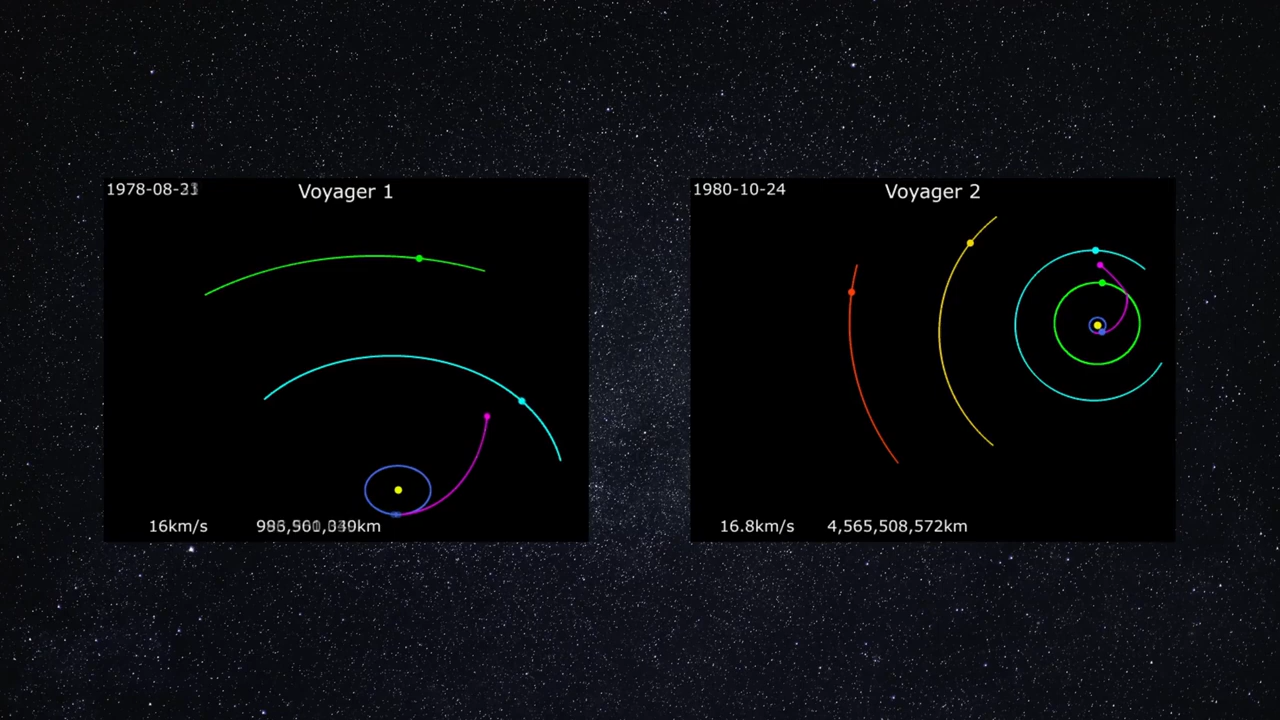 Voyager 1
16km/s
1980-10-24
Voyager 2
16.8km/s
4,565,508,572km